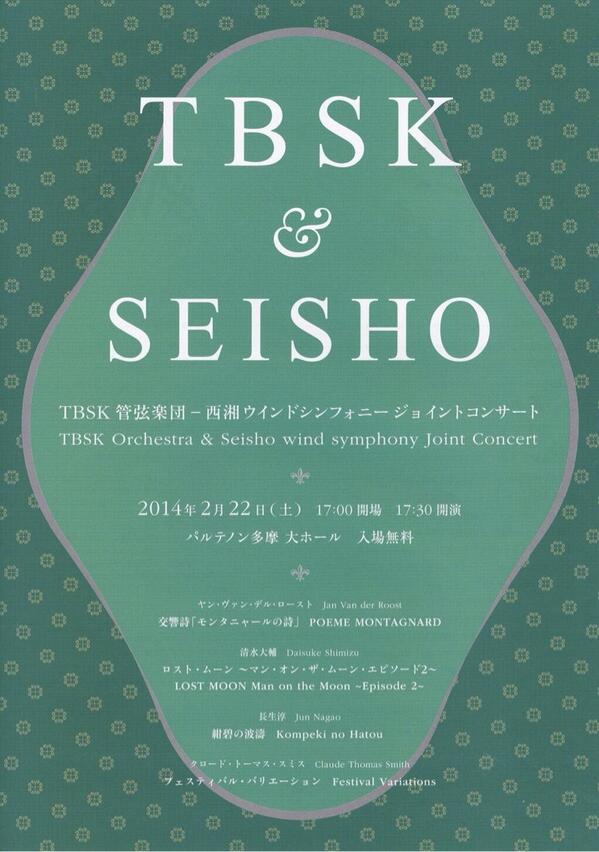 TBSK
&
SEISHO
TBSK 管弦楽団 − 西湘ウインドシンフォニー ジョイントコンサート
TBSK Orchestra & Seisho wind symphony Joint Concert
2014年2月22日（土） 17:00 開場 17:30 開演
パルテノン多摩 大ホール 入場無料
ヤン・ヴァン・デル・ロースト Jan Van der Roost
交響詩「モンタニャールの詩」 POEME MONTAGNARD
清水大輔 Daisuke Shimizu
ロスト・ムーン 〜マン・オン・ザ・ムーン・エピソード2〜
LOST MOON Man on the Moon ~Episode 2~
長生淳 Jun Nagao
紺碧の波濤 Kompeki no Hatou
クロード・トーマス・スミス Claude Thomas Smith
フェスティバル・バリエーション Festival Variations